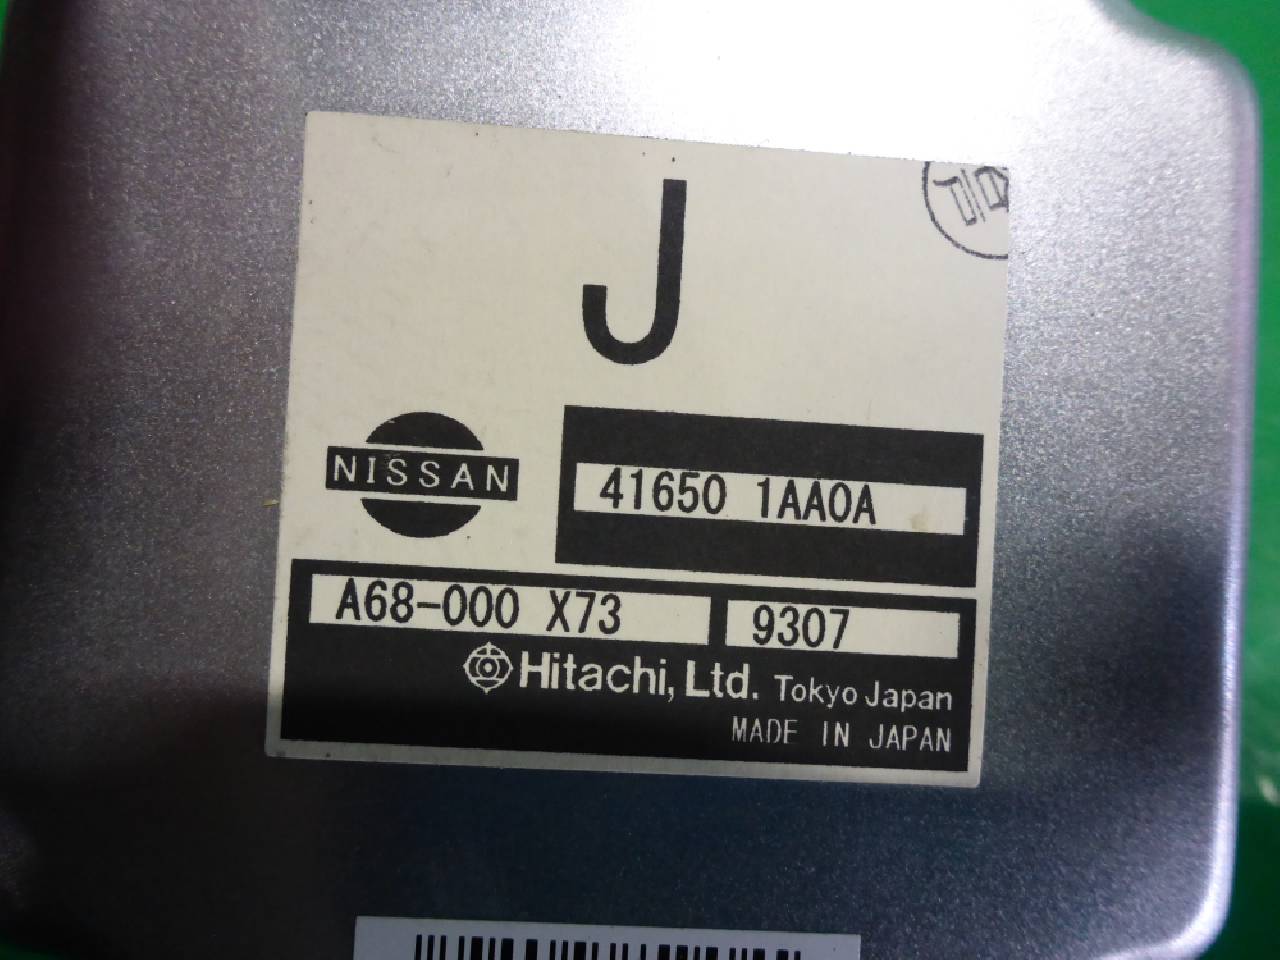 J
NISSAN
41650 1AA0A
A68-000 X73
9307
Hitachi, Ltd. Tokyo Japan
MADE IN JAPAN